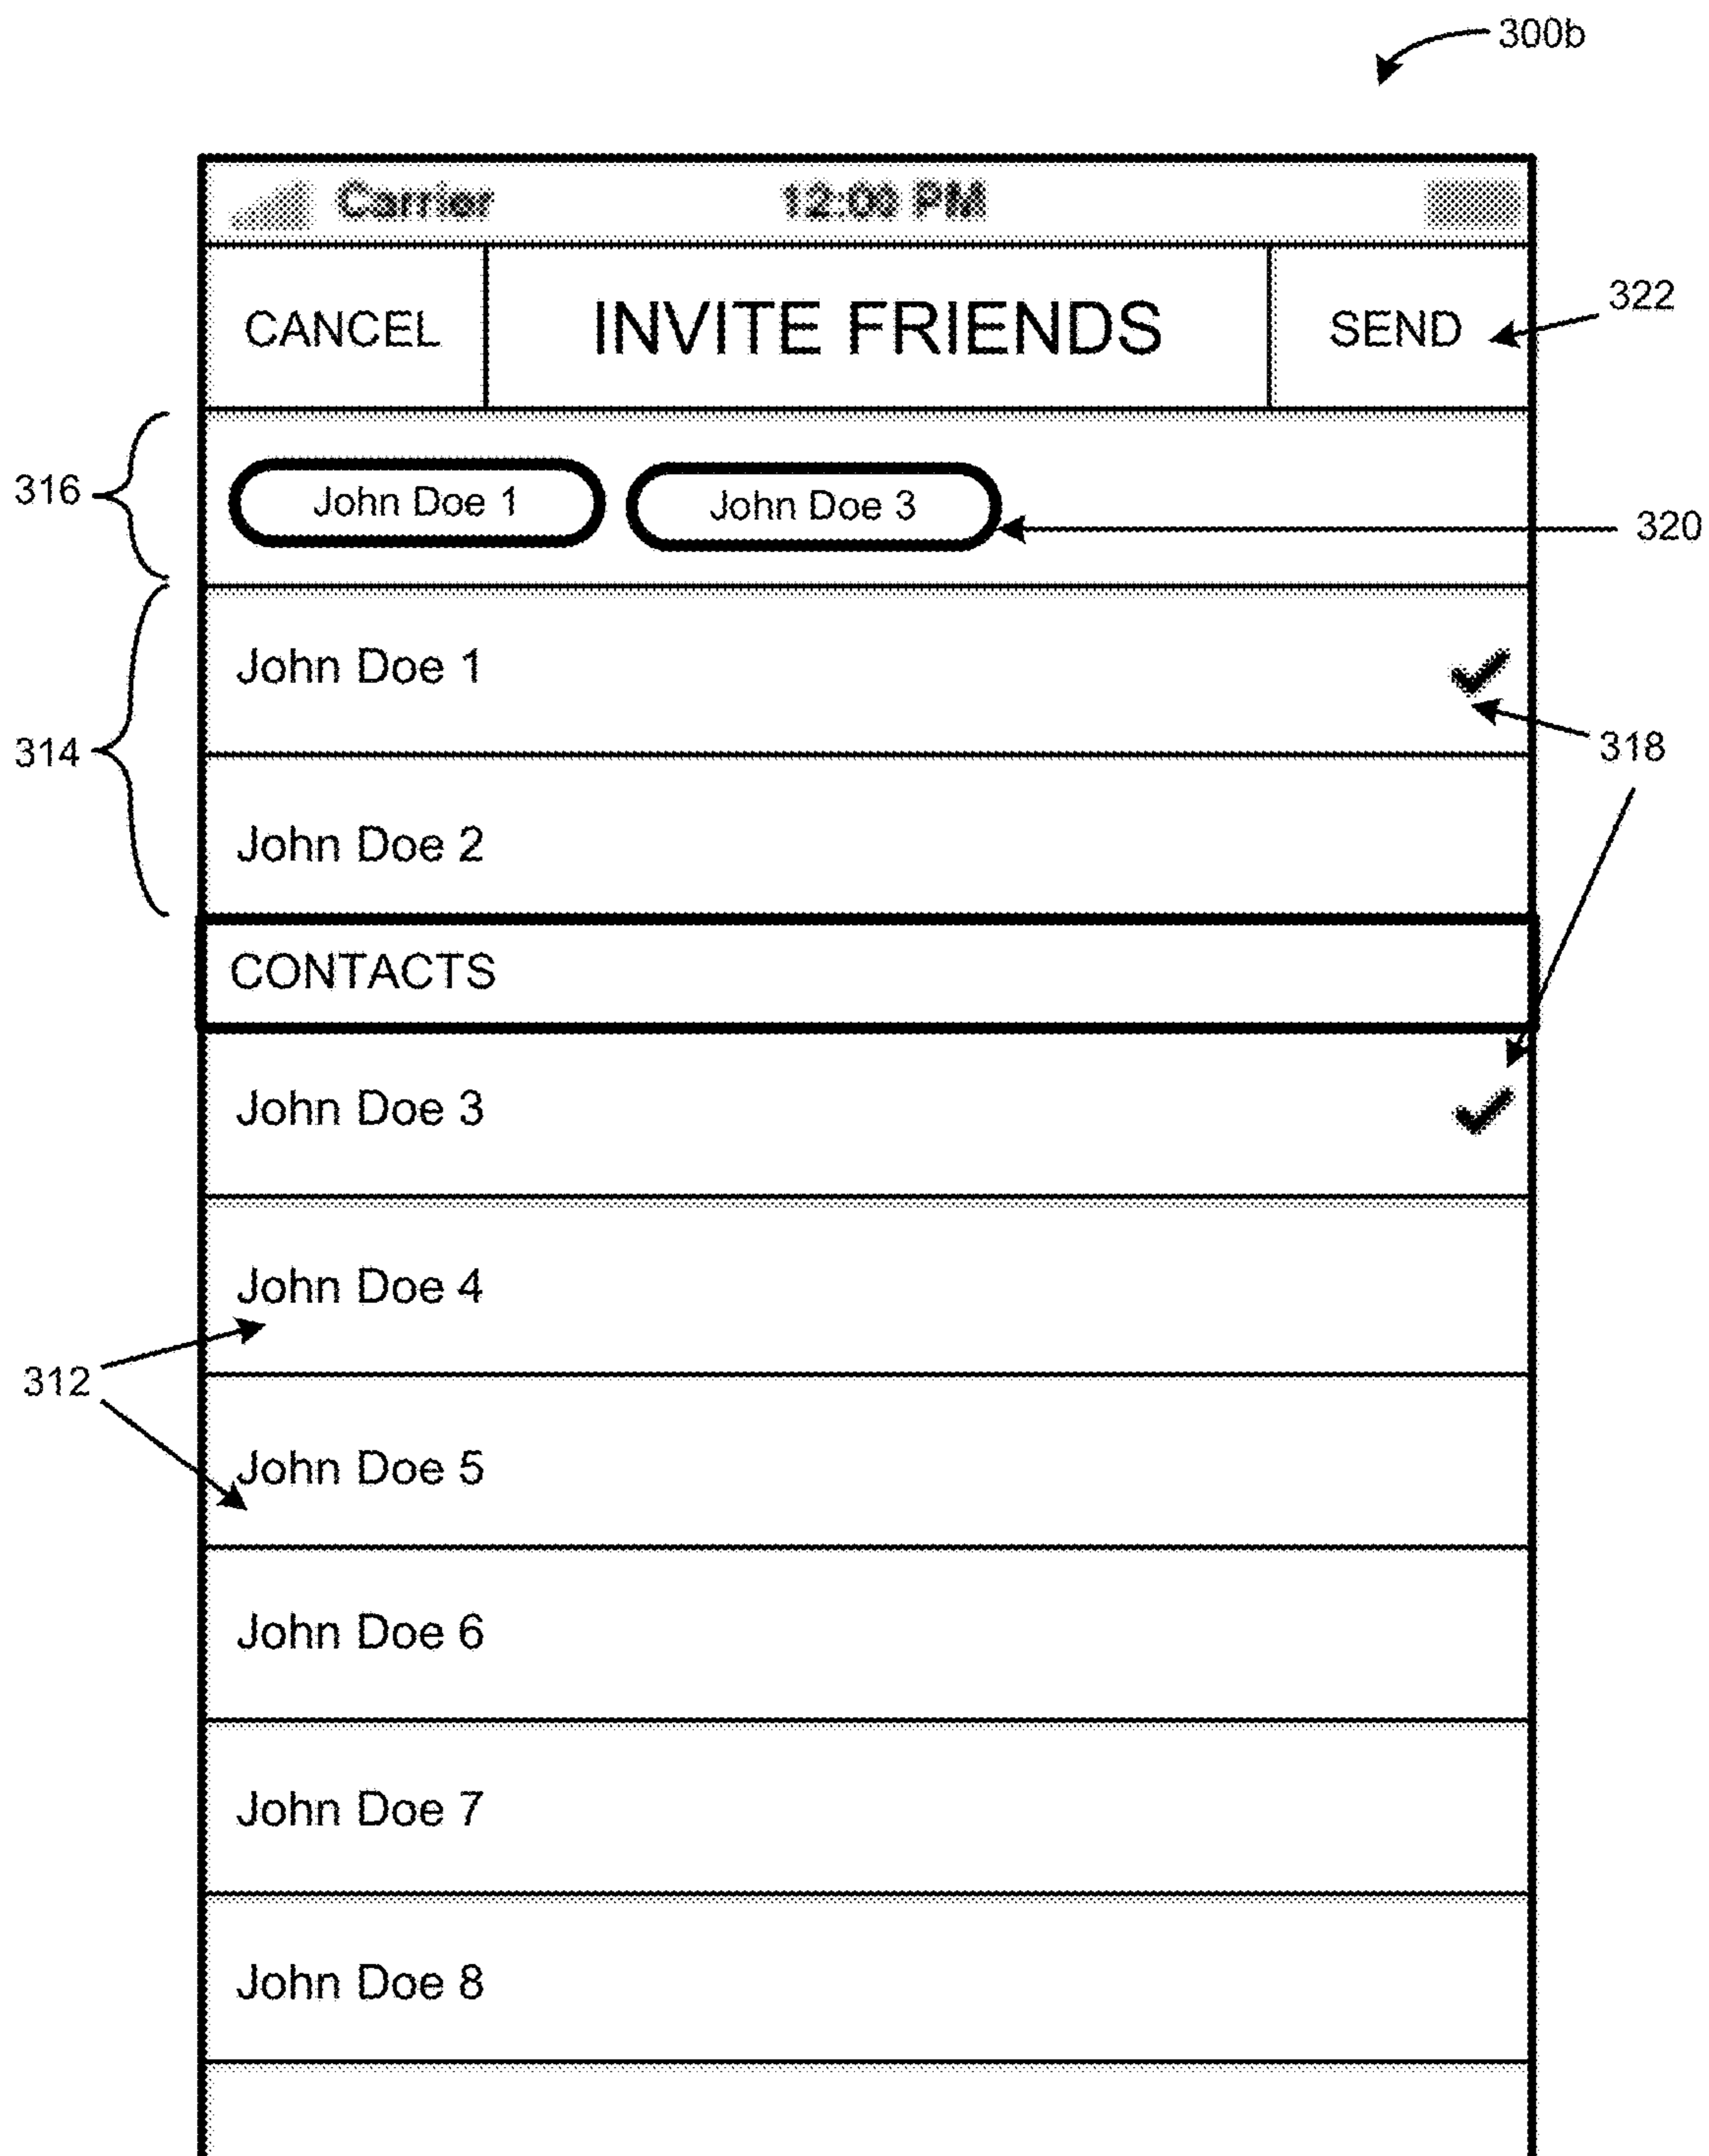 300b
Carrier 12:00 PM
CANCEL INVITE FRIENDS SEND
322
316
John Doe 1 John Doe 3
320
John Doe 1
318
314
John Doe 2
CONTACTS
John Doe 3
John Doe 4
312
John Doe 5
John Doe 6
John Doe 7
John Doe 8